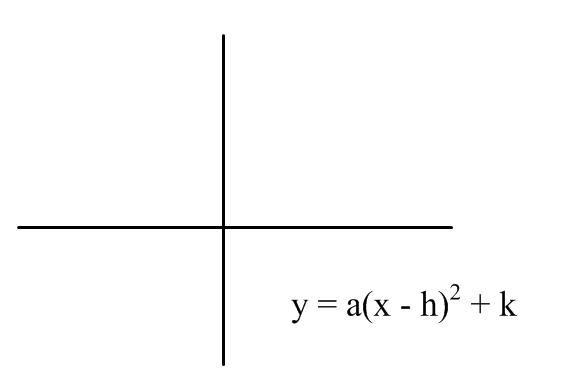 y = a(x - h)² + k